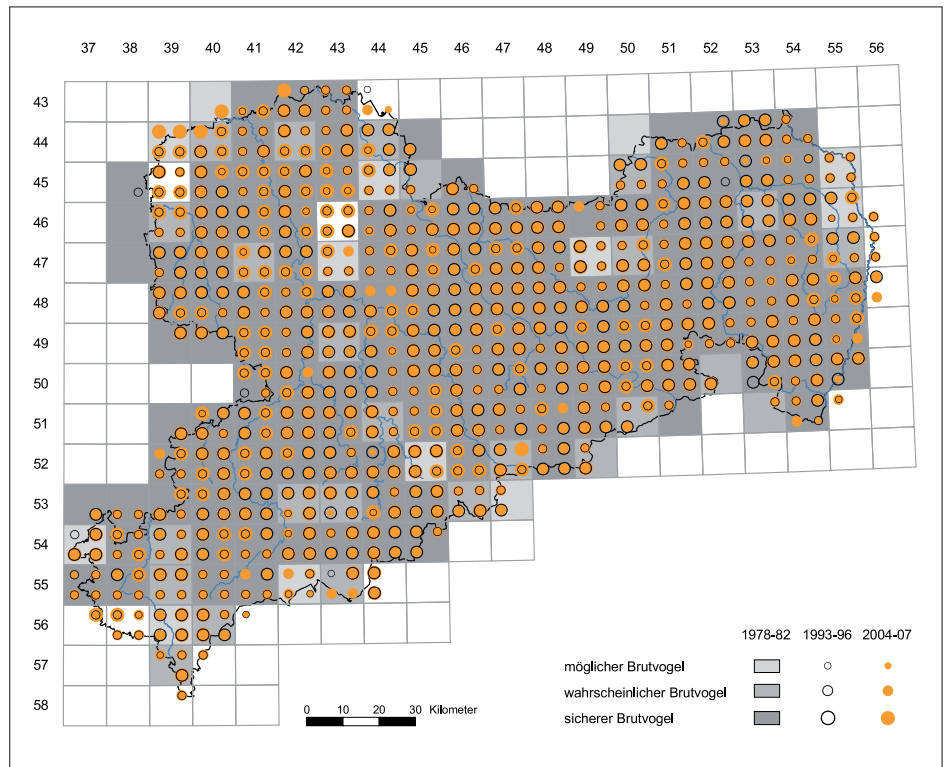 37 38 39 40 41 42 43 44 45 46 47 48 49 50 51 52 53 54 55 56
43
44
45
46
47
48
49
50
51
52
53
54
55
56
57
58
1978-82 1993-96 2004-07
möglicher Brutvogel
wahrscheinlicher Brutvogel
sicherer Brutvogel
0 10 20 30 Kilometer